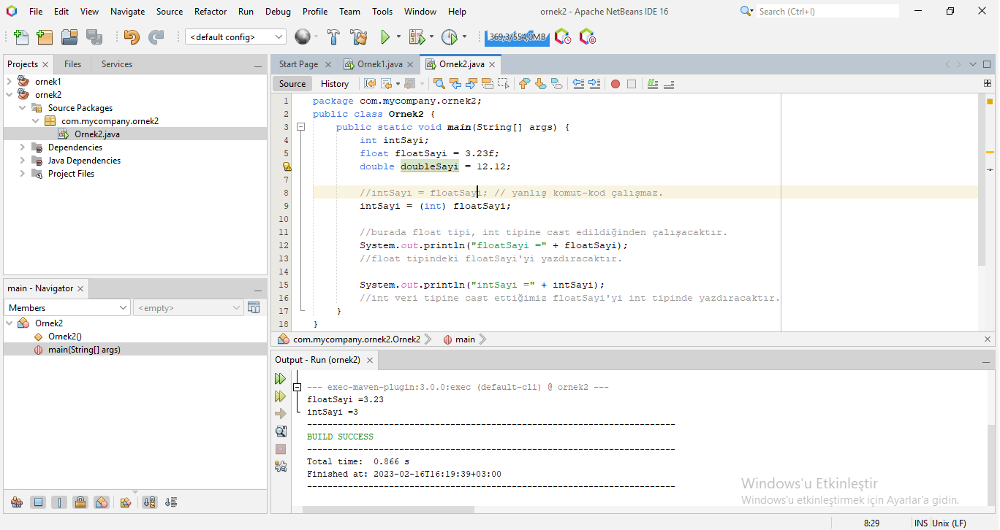 File Edit View Navigate Source Refactor Run Debug Profile Team Tools Window Help
ornek2 - Apache NetBeans IDE 16
Search (Ctrl+I)
<default config>
369,3/554,0MB
Projects Files Services
ornek1
ornek2
Source Packages
com.mycompany.ornek2
Ornek2.java
Dependencies
Java Dependencies
Project Files
main - Navigator
Members
<empty>
Ornek2
Ornek2()
main(String[] args)
Start Page Ornek1.java Ornek2.java
Source History
1 package com.mycompany.ornek2;
2 public class Ornek2 {
3 public static void main(String[] args) {
4 int intSayi;
5 float floatSayi = 3.23f;
double doubleSayi = 12.12;
7
8 //intSayi = floatSayi; // yanlış komut-kod çalışmaz.
9 intSayi = (int) floatSayi;
10
11 //burada float tipi, int tipine cast edildiğinden çalışacaktır.
12 System.out.println("floatSayi =" + floatSayi);
13 //float tipindeki floatSayi'yi yazdıracaktır.
14
15 System.out.println("intSayi =" + intSayi);
16 //int veri tipine cast ettiğimiz floatSayi'yi int tipinde yazdıracaktır.
17 }
18 }
com.mycompany.ornek2.Ornek2 main
Output - Run (ornek2)
--- exec-maven-plugin:3.0.0:exec (default-cli) @ ornek2 ---
floatSayi =3.23
intSayi =3
------------------------------------------------------------------------
BUILD SUCCESS
------------------------------------------------------------------------
Total time:  0.866 s
Finished at: 2023-02-16T16:19:39+03:00
------------------------------------------------------------------------
Windows'u Etkinleştir
Windows'u etkinleştirmek için Ayarlar'a gidin.
8:29 INS Unix (LF)